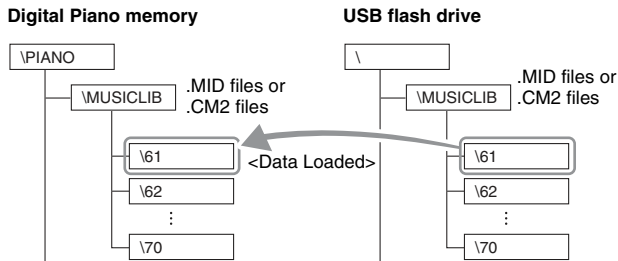 Digital Piano memory
\PIANO
\MUSICLIB
.MID files or
.CM2 files
\61
\62
⋮
\70
<Data Loaded>
USB flash drive
\
\MUSICLIB
.MID files or
.CM2 files
\61
\62
⋮
\70